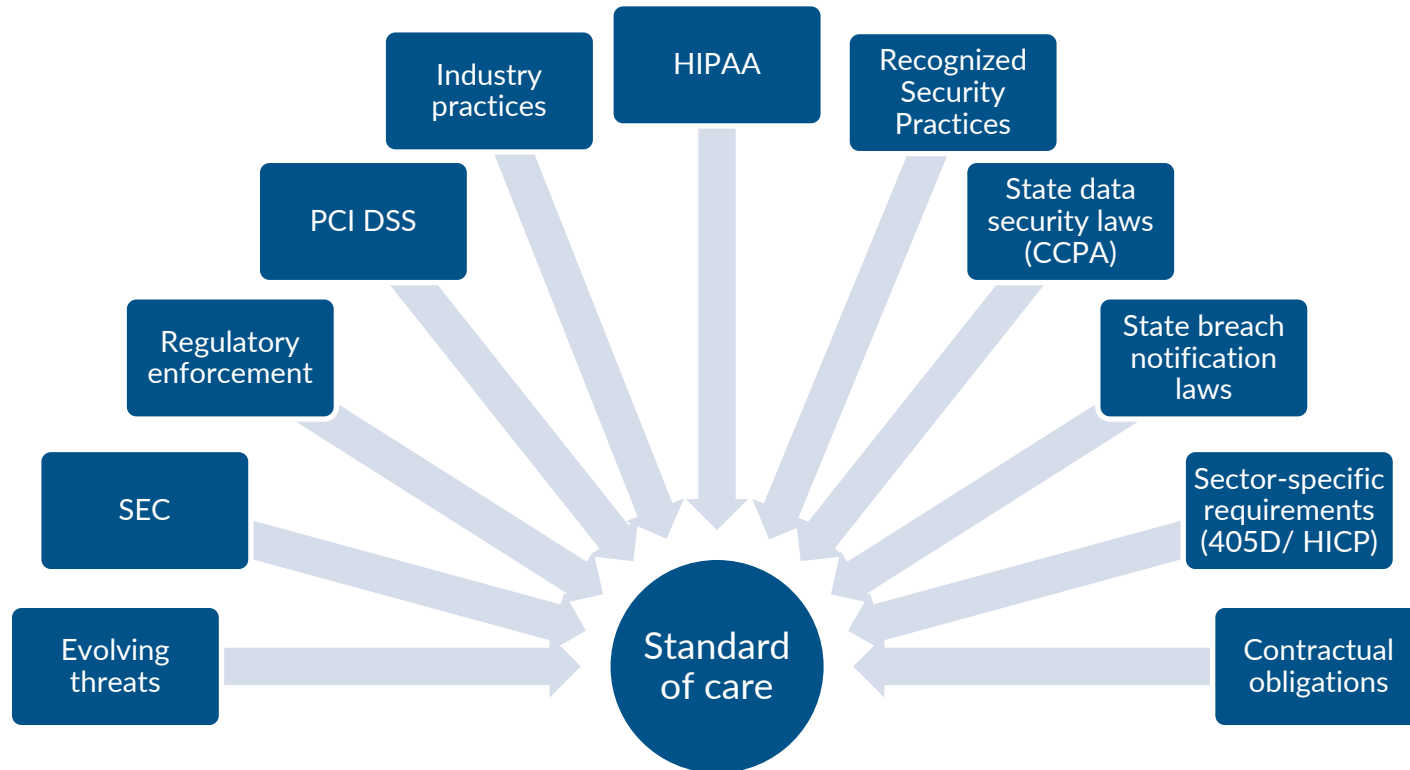 HIPAA
Industry
practices
Recognized
Security
Practices
PCI DSS
State data
security laws
(CCPA)
Regulatory
enforcement
State breach
notification
laws
SEC
Sector-specific
requirements
(405D/ HICP)
Evolving
threats
Standard
of care
Contractual
obligations